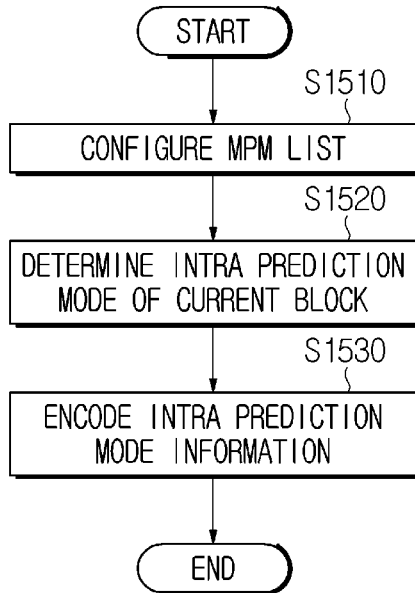 START
S1510
CONFIGURE MPM LIST
S1520
DETERMINE INTRA PREDICTION
MODE OF CURRENT BLOCK
S1530
ENCODE INTRA PREDICTION
MODE INFORMATION
END